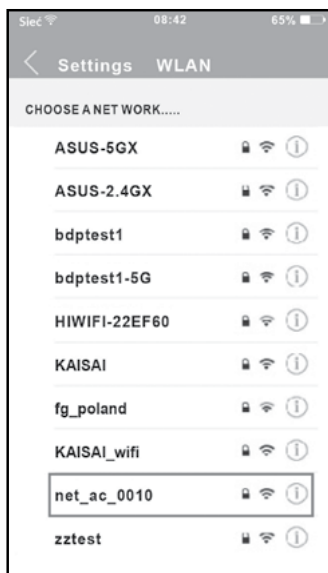 Sieć 08:42 65%
Settings WLAN
CHOOSE A NET WORK.....
ASUS-5GX
ASUS-2.4GX
bdptest1
bdptest1-5G
HIWIFI-22EF60
KAISAI
fg_poland
KAISAI_wifi
net_ac_0010
zztest